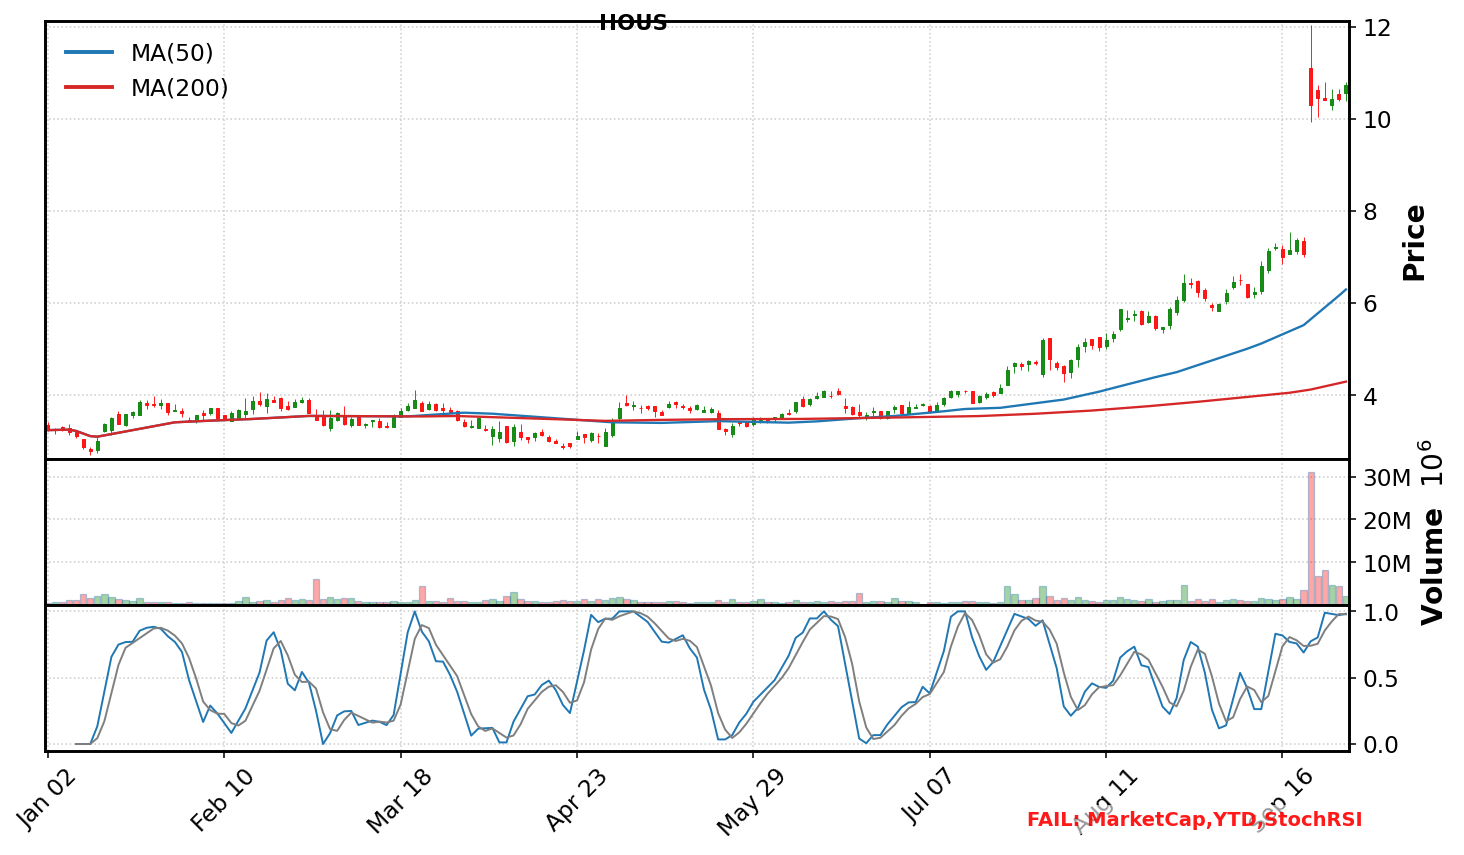 HOUS
MA(50)
MA(200)
12
10
8
6
4
Price
30M
20M
10M
Volume 10^6
1.0
0.5
0.0
Jan 02
Feb 10
Mar 18
Apr 23
May 29
Jul 07
Aug 11
Sep 16
FAIL: MarketCap,YTD,StochRSI